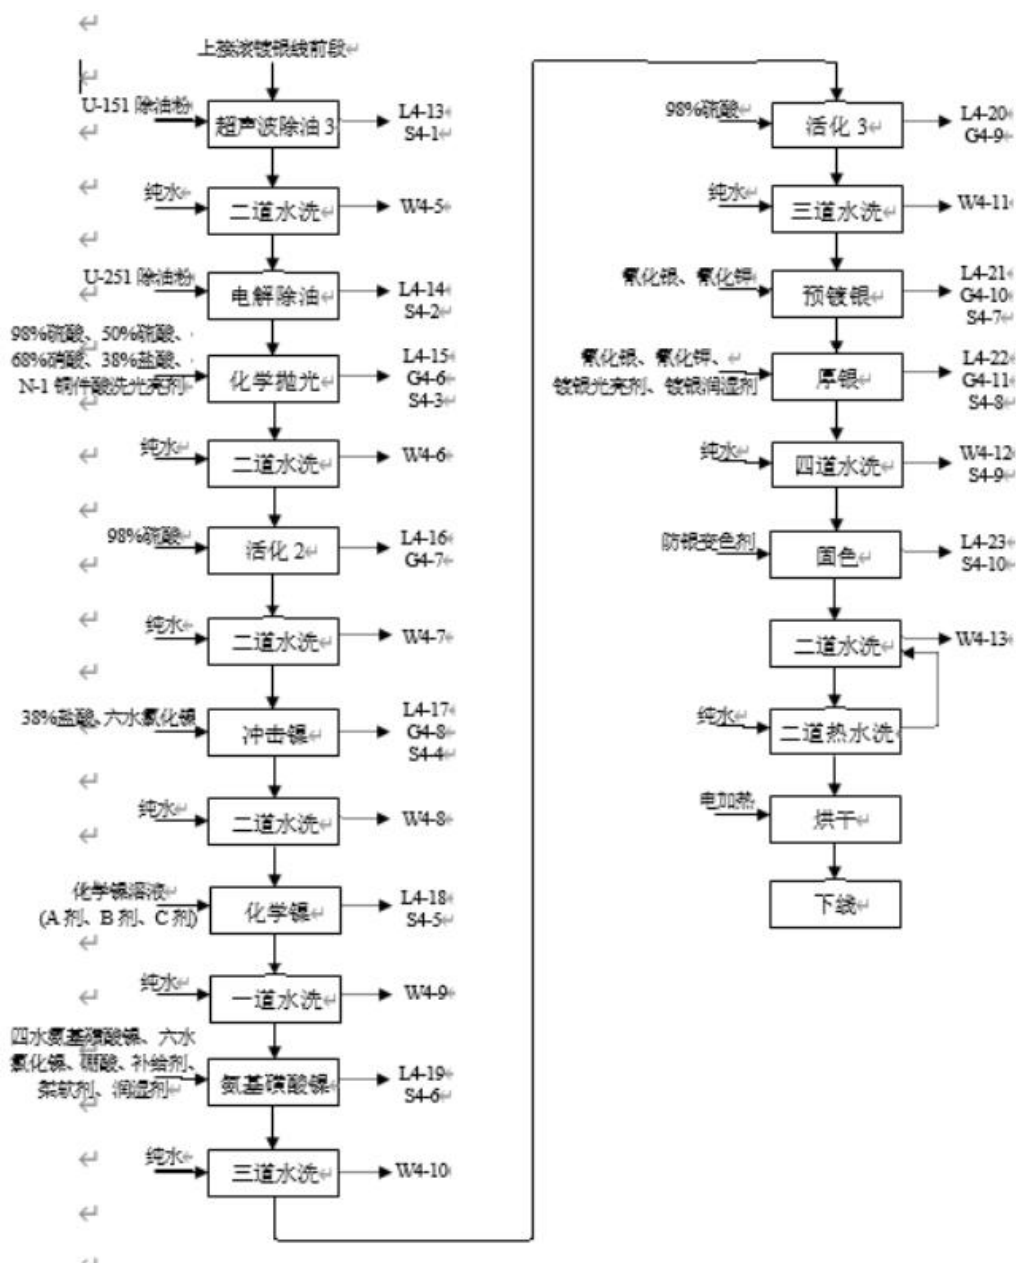 上接滚镀银线前段
U-151 除油粉
超声波除油 3
L4-13
S4-1
纯水
二道水洗
W4-5
U-251 除油粉
电解除油
L4-14
S4-2
98%硫酸、50%硫酸、
68%硝酸、38%盐酸、
N-1 铜件酸洗光亮剂
化学抛光
L4-15
G4-6
S4-3
纯水
二道水洗
W4-6
98%硫酸
活化 2
L4-16
G4-7
纯水
二道水洗
W4-7
38%盐酸、六水氯化镍
冲击镍
L4-17
G4-8
S4-4
纯水
二道水洗
W4-8
化学镍溶液
(A 剂、B 剂、C 剂)
化学镍
L4-18
S4-5
纯水
一道水洗
W4-9
四水氨基磺酸镍、六水
氯化镍、硼酸、补给剂、
柔软剂、润湿剂
氨基磺酸镍
L4-19
S4-6
纯水
三道水洗
W4-10
98%硫酸
活化 3
L4-20
G4-9
纯水
三道水洗
W4-11
氰化银、氰化钾
预镀银
L4-21
G4-10
S4-7
氰化银、氰化钾、
镀银光亮剂、镀银润湿剂
厚银
L4-22
G4-11
S4-8
纯水
四道水洗
W4-12
S4-9
防银变色剂
固色
L4-23
S4-10
二道水洗
W4-13
纯水
二道热水洗
电加热
烘干
下线